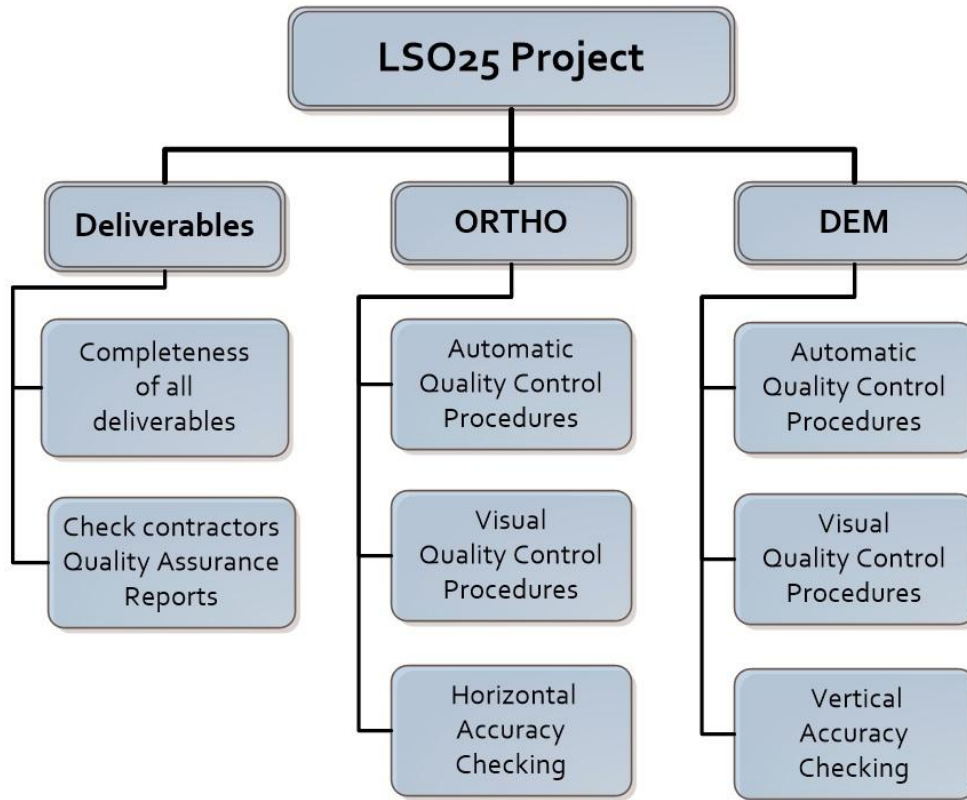 LSO25 Project
Deliverables
Completeness
of all
deliverables
Check contractors
Quality Assurance
Reports
ORTHO
Automatic
Quality Control
Procedures
Visual
Quality Control
Procedures
Horizontal
Accuracy
Checking
DEM
Automatic
Quality Control
Procedures
Visual
Quality Control
Procedures
Vertical
Accuracy
Checking